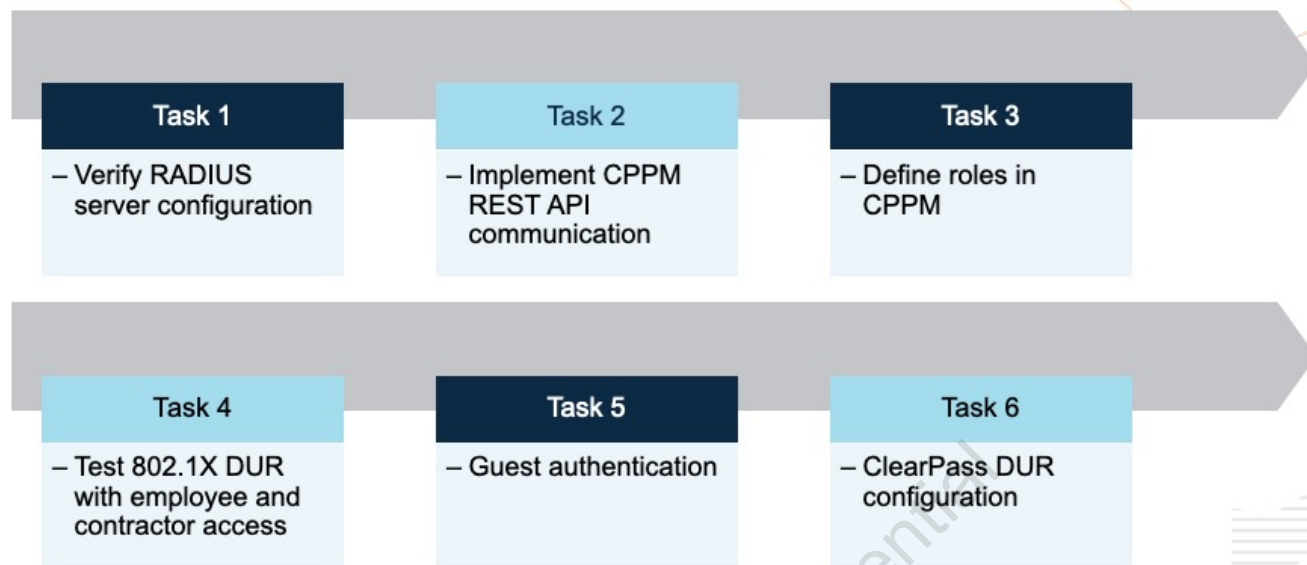 Task 1
Task 2
Task 3
– Verify RADIUS
server configuration
– Implement CPPM
REST API
communication
– Define roles in
CPPM
Task 4
Task 5
Task 6
– Test 802.1X DUR
with employee and
contractor access
– Guest authentication
– ClearPass DUR
configuration